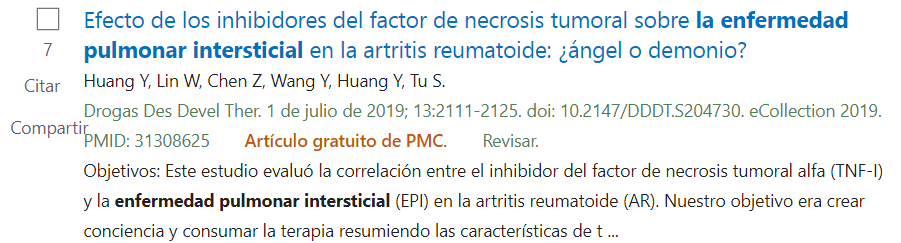 Efecto de los inhibidores del factor de necrosis tumoral sobre la enfermedad
pulmonar intersticial en la artritis reumatoide: ¿ángel o demonio?
7
Huang Y, Lin W, Chen Z, Wang Y, Huang Y, Tu S.
Citar
Drogas Des Devel Ther. 1 de julio de 2019; 13:2111-2125. doi: 10.2147/DDDT.S204730. eCollection 2019.
Compartir
PMID: 31308625 Artículo gratuito de PMC. Revisar.
Objetivos: Este estudio evaluó la correlación entre el inhibidor del factor de necrosis tumoral alfa (TNF-I)
y la enfermedad pulmonar intersticial (EPI) en la artritis reumatoide (AR). Nuestro objetivo era crear
conciencia y consumar la terapia resumiendo las características de t ...